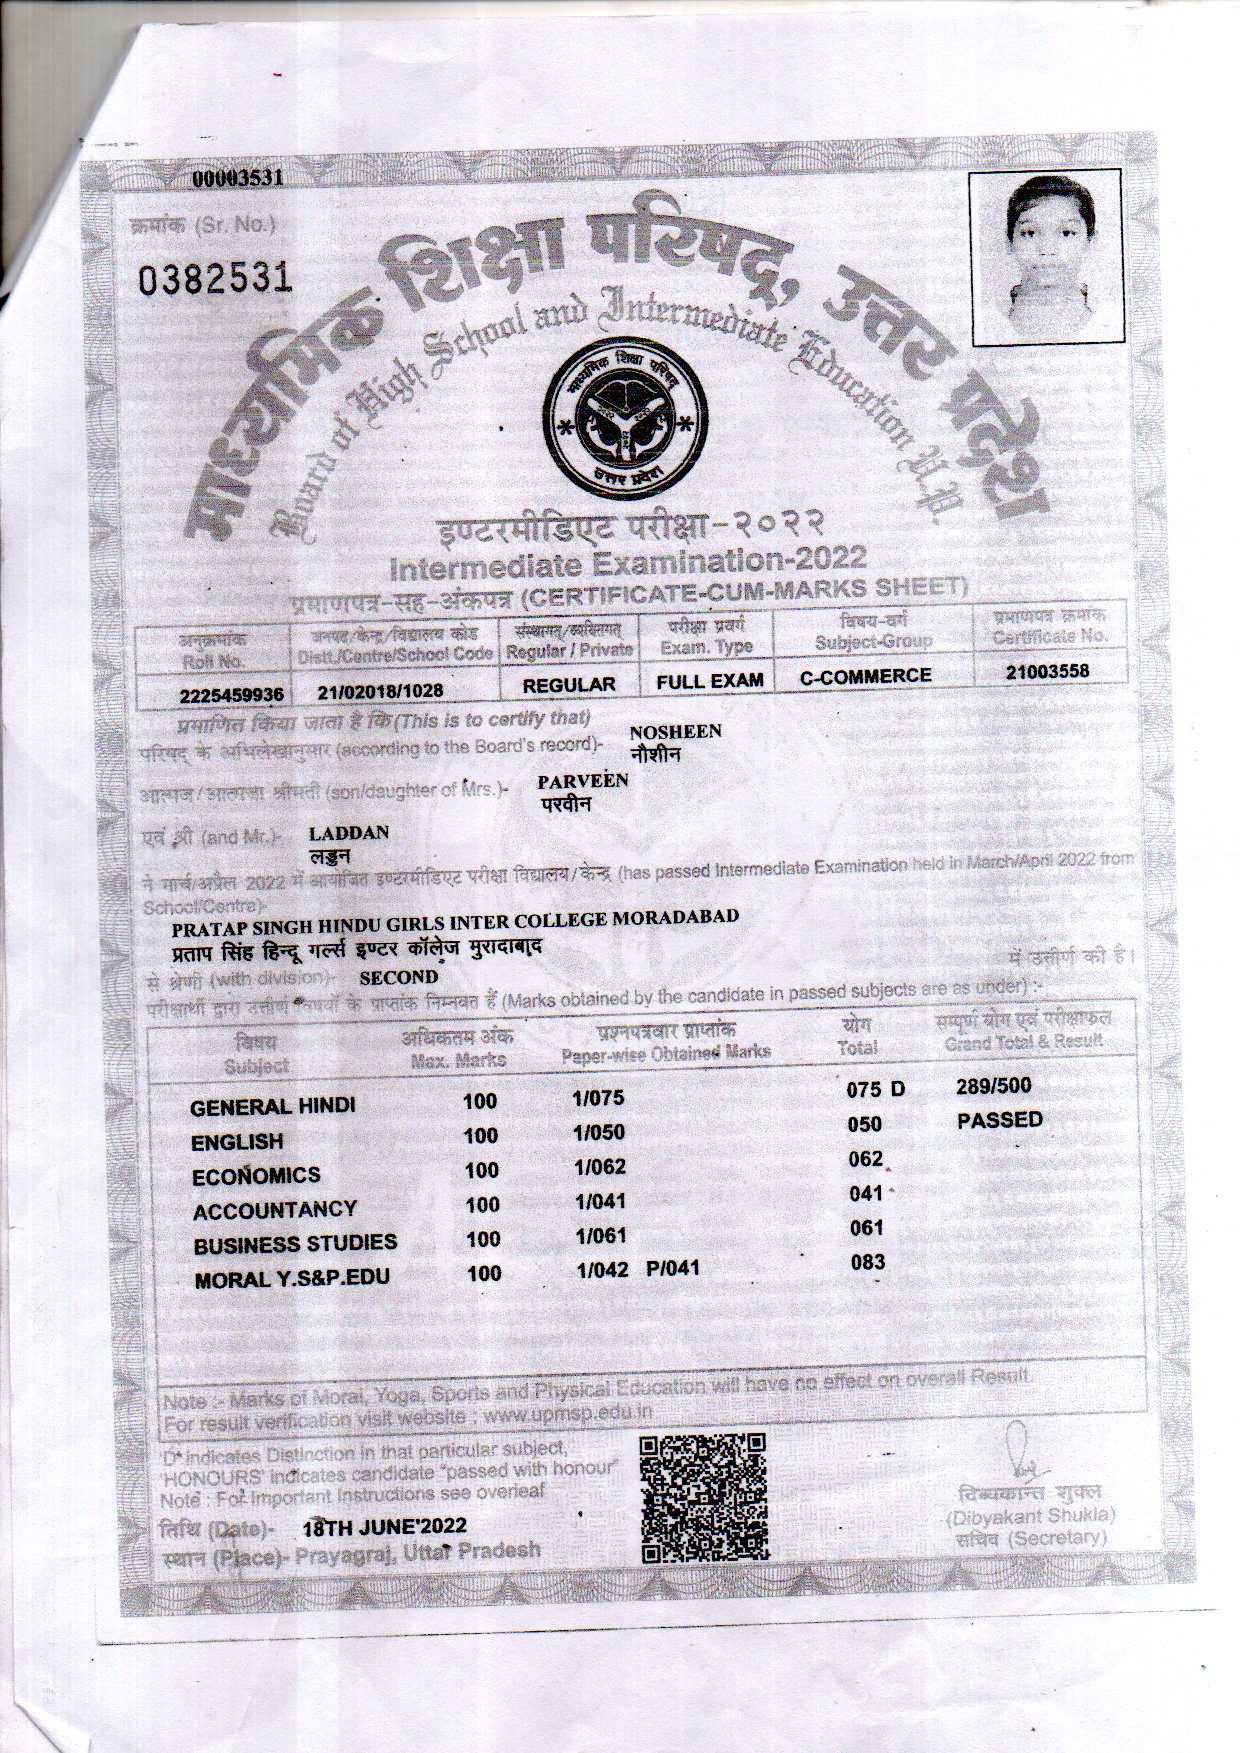 00003531
क्रमांक (Sr. No.)
0382531
माध्यमिक शिक्षा परिषद्, उत्तर प्रदेश
Board of High School and Intermediate Education U.P.
माध्यमिक शिक्षा परिषद्
उत्तर प्रदेश
इण्टरमीडिएट परीक्षा-२०२२
Intermediate Examination-2022
प्रमाणपत्र-सह-अंकपत्र (CERTIFICATE-CUM-MARKS SHEET)
अनुक्रमांक जनपद/केन्द्र/विद्यालय कोड संस्थागत/व्यक्तिगत परीक्षा प्रवर्ग विषय-वर्ग प्रमाणपत्र क्रमांक
Roll No. Distt./Centre/School Code Regular / Private Exam. Type Subject-Group Certificate No.
2225459936 21/02018/1028 REGULAR FULL EXAM C-COMMERCE 21003558
प्रमाणित किया जाता है कि(This is to certify that)
परिषद् के अभिलेखानुसार (according to the Board's record)- NOSHEEN
नौशीन
आत्मज/आत्मजा श्रीमती (son/daughter of Mrs.)- PARVEEN
परवीन
एवं श्री (and Mr.)- LADDAN
लड्डन
ने मार्च/अप्रैल 2022 में आयोजित इण्टरमीडिएट परीक्षा विद्यालय/केन्द्र (has passed Intermediate Examination held in March/April 2022 from
School/Centre)-
PRATAP SINGH HINDU GIRLS INTER COLLEGE MORADABAD
प्रताप सिंह हिन्दू गर्ल्स इण्टर कॉलेज मुरादाबाद
से श्रेणी (with division)- SECOND में उत्तीर्ण की है।
परीक्षार्थी द्वारा उत्तीर्ण विषयों के प्राप्तांक निम्नवत हैं (Marks obtained by the candidate in passed subjects are as under) :-
विषय अधिकतम अंक प्रश्नपत्रवार प्राप्तांक योग सम्पूर्ण योग एवं परीक्षाफल
Subject Max. Marks Paper-wise Obtained Marks Total Grand Total & Result
GENERAL HINDI 100 1/075 075 D 289/500
ENGLISH 100 1/050 050 PASSED
ECONOMICS 100 1/062 062
ACCOUNTANCY 100 1/041 041
BUSINESS STUDIES 100 1/061 061
MORAL Y.S&P.EDU 100 1/042 P/041 083
Note :- Marks of Moral, Yoga, Sports and Physical Education will have no effect on overall Result.
For result verification visit website : www.upmsp.edu.in
'D' indicates Distinction in that particular subject,
'HONOURS' indicates candidate "passed with honour"
Note : For Important Instructions see overleaf
तिथि (Date)- 18TH JUNE'2022
स्थान (Place)- Prayagraj, Uttar Pradesh
दिब्यकान्त शुक्ल
(Dibyakant Shukla)
सचिव (Secretary)